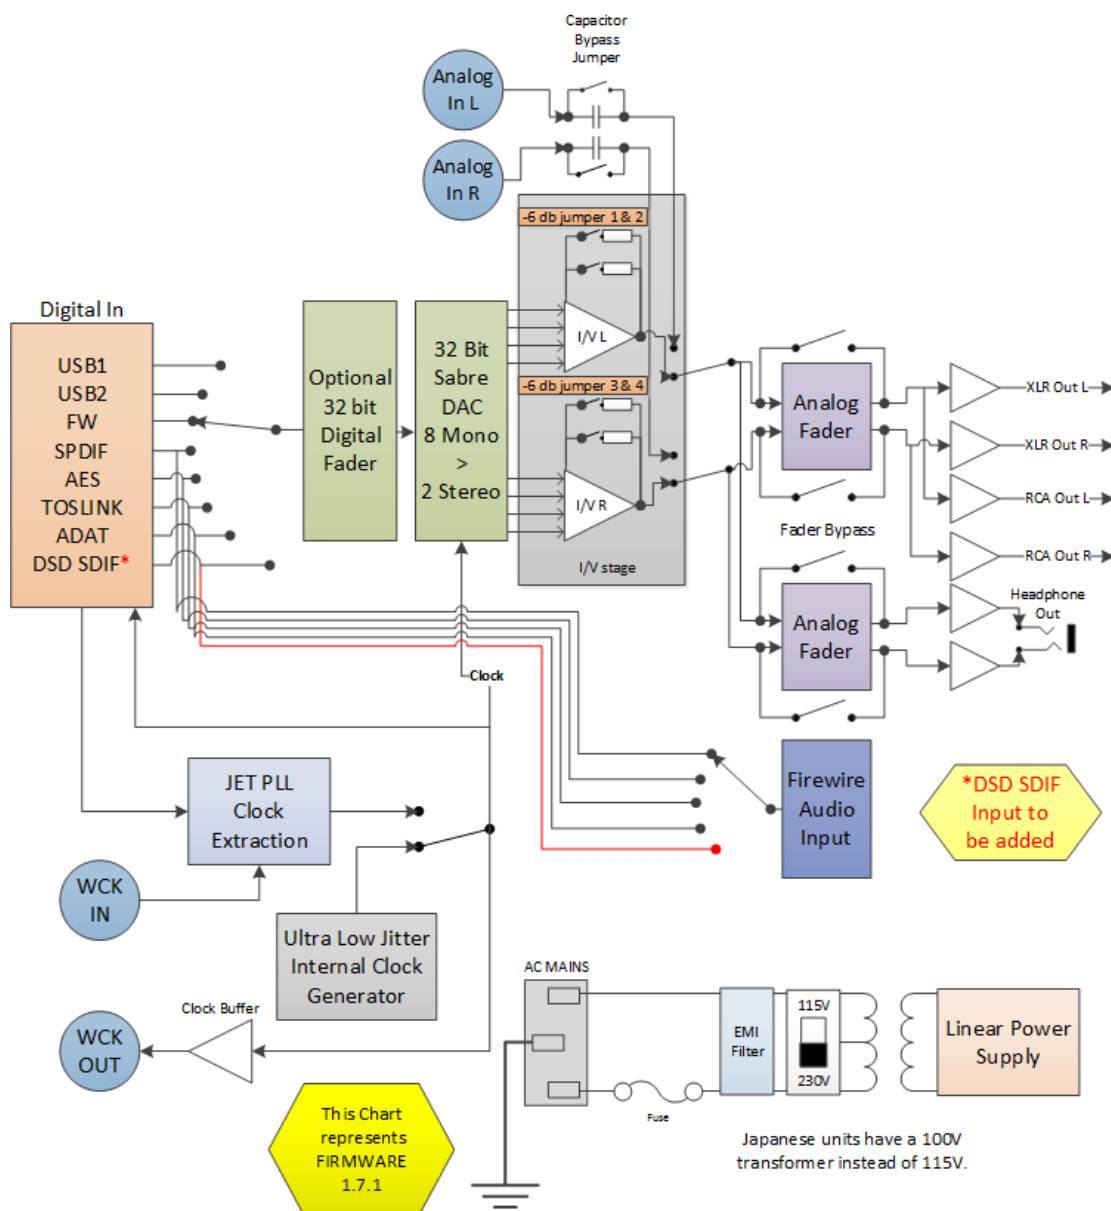 Capacitor
Bypass
Jumper
Analog
In L
Analog
In R
-6 db jumper 1 & 2
I/V L
-6 db jumper 3 & 4
I/V R
I/V stage
Digital In
USB1
USB2
FW
SPDIF
AES
TOSLINK
ADAT
DSD SDIF*
Optional
32 bit
Digital
Fader
32 Bit
Sabre
DAC
8 Mono
>
2 Stereo
Analog
Fader
Fader Bypass
Analog
Fader
XLR Out L
XLR Out R
RCA Out L
RCA Out R
Headphone
Out
Clock
JET PLL
Clock
Extraction
Firewire
Audio
Input
*DSD SDIF
Input to
be added
WCK
IN
Ultra Low Jitter
Internal Clock
Generator
Clock Buffer
WCK
OUT
AC MAINS
EMI
Filter
115V
230V
Linear Power
Supply
Fuse
This Chart
represents
FIRMWARE
1.7.1
Japanese units have a 100V
transformer instead of 115V.